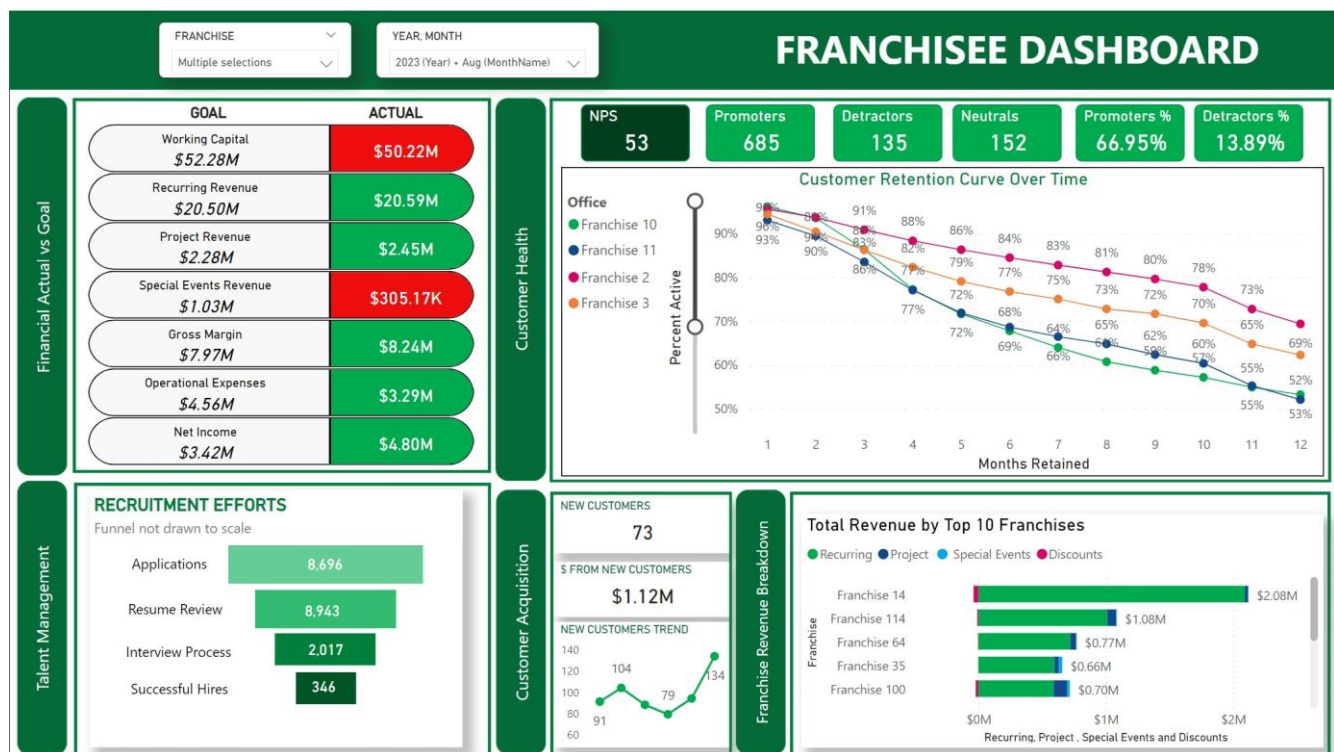 FRANCHISE
Multiple selections
YEAR, MONTH
2023 (Year) • Aug (MonthName)
FRANCHISEE DASHBOARD
Financial Actual vs Goal
GOAL ACTUAL
Working Capital
$52.28M $50.22M
Recurring Revenue
$20.50M $20.59M
Project Revenue
$2.28M $2.45M
Special Events Revenue
$1.03M $305.17K
Gross Margin
$7.97M $8.24M
Operational Expenses
$4.56M $3.29M
Net Income
$3.42M $4.80M
Customer Health
NPS
53
Promoters
685
Detractors
135
Neutrals
152
Promoters %
66.95%
Detractors %
13.89%
Customer Retention Curve Over Time
Office
Franchise 10
Franchise 11
Franchise 2
Franchise 3
Percent Active
90%
80%
70%
60%
50%
96% 91% 88% 86% 84% 83% 81% 80% 78% 73% 69%
93% 90% 83% 82% 79% 77% 75% 73% 72% 70% 65%
86% 77% 72% 68% 64% 65% 62% 60% 55% 52%
77% 72% 69% 66% 59% 57% 55% 53%
1 2 3 4 5 6 7 8 9 10 11 12
Months Retained
Talent Management
RECRUITMENT EFFORTS
Funnel not drawn to scale
Applications 8,696
Resume Review 8,943
Interview Process 2,017
Successful Hires 346
Customer Acquisition
NEW CUSTOMERS
73
$ FROM NEW CUSTOMERS
$1.12M
NEW CUSTOMERS TREND
140
120
100
80
60
91
104
79
134
Franchise Revenue Breakdown
Total Revenue by Top 10 Franchises
Recurring Project Special Events Discounts
Franchise
Franchise 14 $2.08M
Franchise 114 $1.08M
Franchise 64 $0.77M
Franchise 35 $0.66M
Franchise 100 $0.70M
$0M $1M $2M
Recurring, Project , Special Events and Discounts